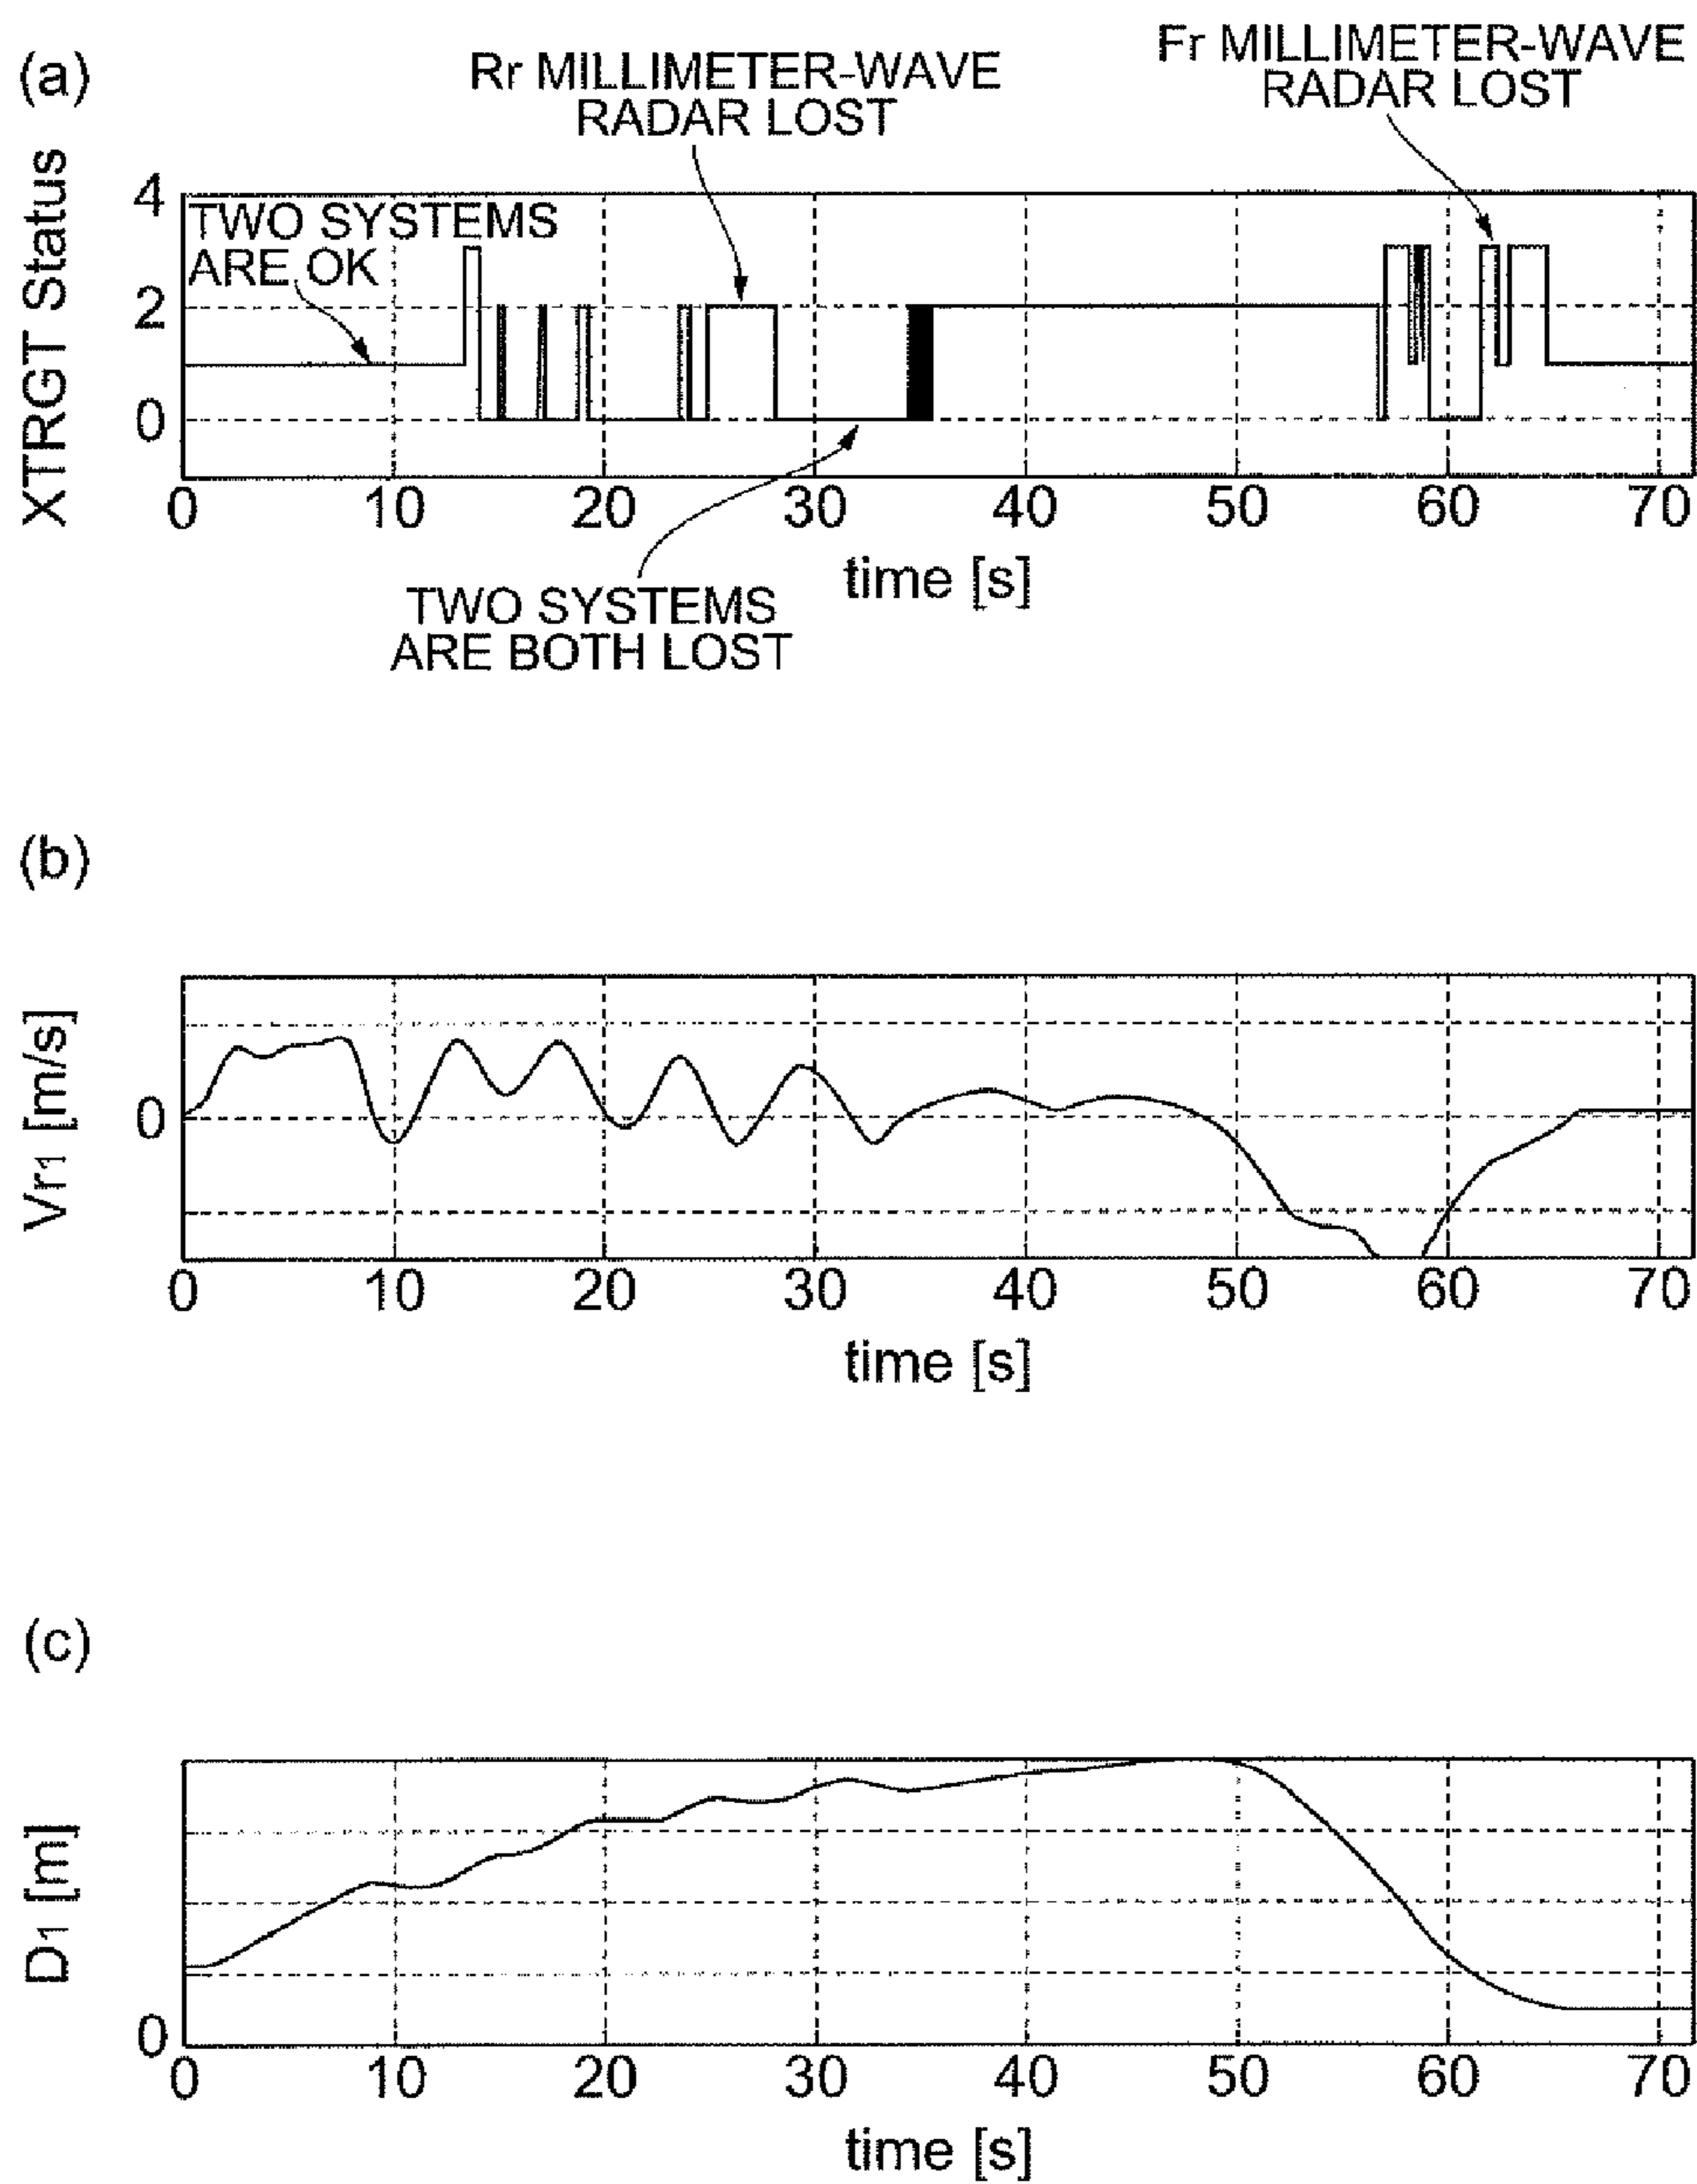 (a)
Rr MILLIMETER-WAVE
RADAR LOST
Fr MILLIMETER-WAVE
RADAR LOST
XTRGT Status
4
2
0
TWO SYSTEMS
ARE OK
0 10 20 30 40 50 60 70
time [s]
TWO SYSTEMS
ARE BOTH LOST
(b)
Vr1 [m/s]
0
0 10 20 30 40 50 60 70
time [s]
(c)
D1 [m]
0
0 10 20 30 40 50 60 70
time [s]